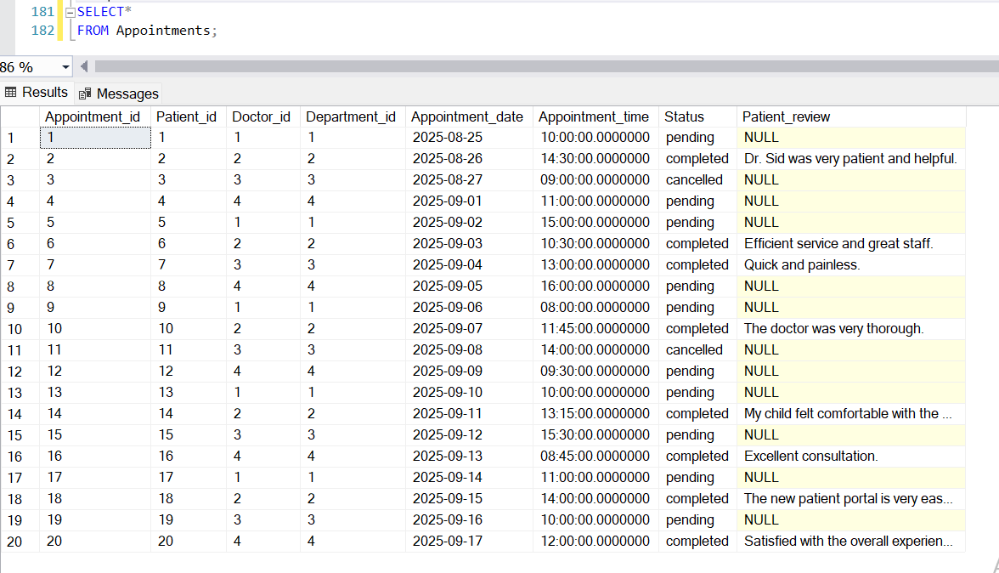 181 SELECT*
182 FROM Appointments;
86 %
Results Messages
Appointment_id Patient_id Doctor_id Department_id Appointment_date Appointment_time Status Patient_review
1 1 1 1 1 2025-08-25 10:00:00.0000000 pending NULL
2 2 2 2 2 2025-08-26 14:30:00.0000000 completed Dr. Sid was very patient and helpful.
3 3 3 3 3 2025-08-27 09:00:00.0000000 cancelled NULL
4 4 4 4 4 2025-09-01 11:00:00.0000000 pending NULL
5 5 5 1 1 2025-09-02 15:00:00.0000000 pending NULL
6 6 6 2 2 2025-09-03 10:30:00.0000000 completed Efficient service and great staff.
7 7 7 3 3 2025-09-04 13:00:00.0000000 completed Quick and painless.
8 8 8 4 4 2025-09-05 16:00:00.0000000 pending NULL
9 9 9 1 1 2025-09-06 08:00:00.0000000 pending NULL
10 10 10 2 2 2025-09-07 11:45:00.0000000 completed The doctor was very thorough.
11 11 11 3 3 2025-09-08 14:00:00.0000000 cancelled NULL
12 12 12 4 4 2025-09-09 09:30:00.0000000 pending NULL
13 13 13 1 1 2025-09-10 10:00:00.0000000 pending NULL
14 14 14 2 2 2025-09-11 13:15:00.0000000 completed My child felt comfortable with the ...
15 15 15 3 3 2025-09-12 15:30:00.0000000 pending NULL
16 16 16 4 4 2025-09-13 08:45:00.0000000 completed Excellent consultation.
17 17 17 1 1 2025-09-14 11:00:00.0000000 pending NULL
18 18 18 2 2 2025-09-15 14:00:00.0000000 completed The new patient portal is very eas...
19 19 19 3 3 2025-09-16 10:00:00.0000000 pending NULL
20 20 20 4 4 2025-09-17 12:00:00.0000000 completed Satisfied with the overall experien...